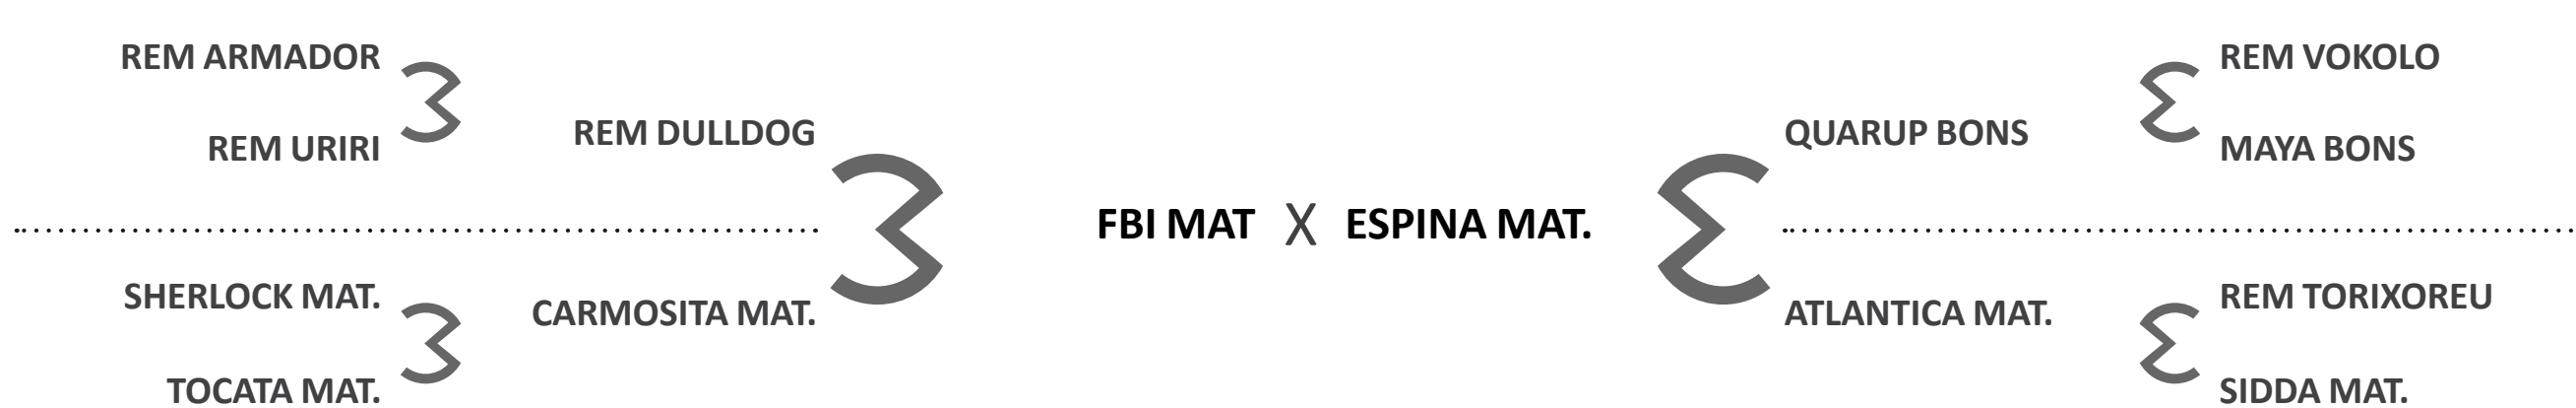 REM ARMADOR
REM URIRI
REM DULLDOG
SHERLOCK MAT.
TOCATA MAT.
CARMOSITA MAT.
FBI MAT X ESPINA MAT.
QUARUP BONS
REM VOKOLO
MAYA BONS
ATLANTICA MAT.
REM TORIXOREU
SIDDA MAT.